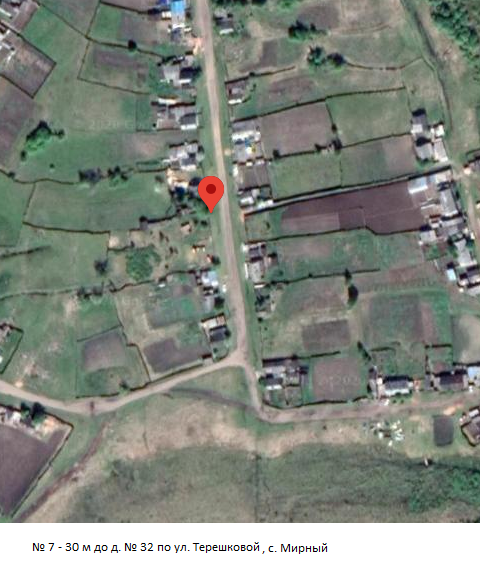 № 7 - 30 м до д. № 32 по ул. Терешковой , с. Мирный